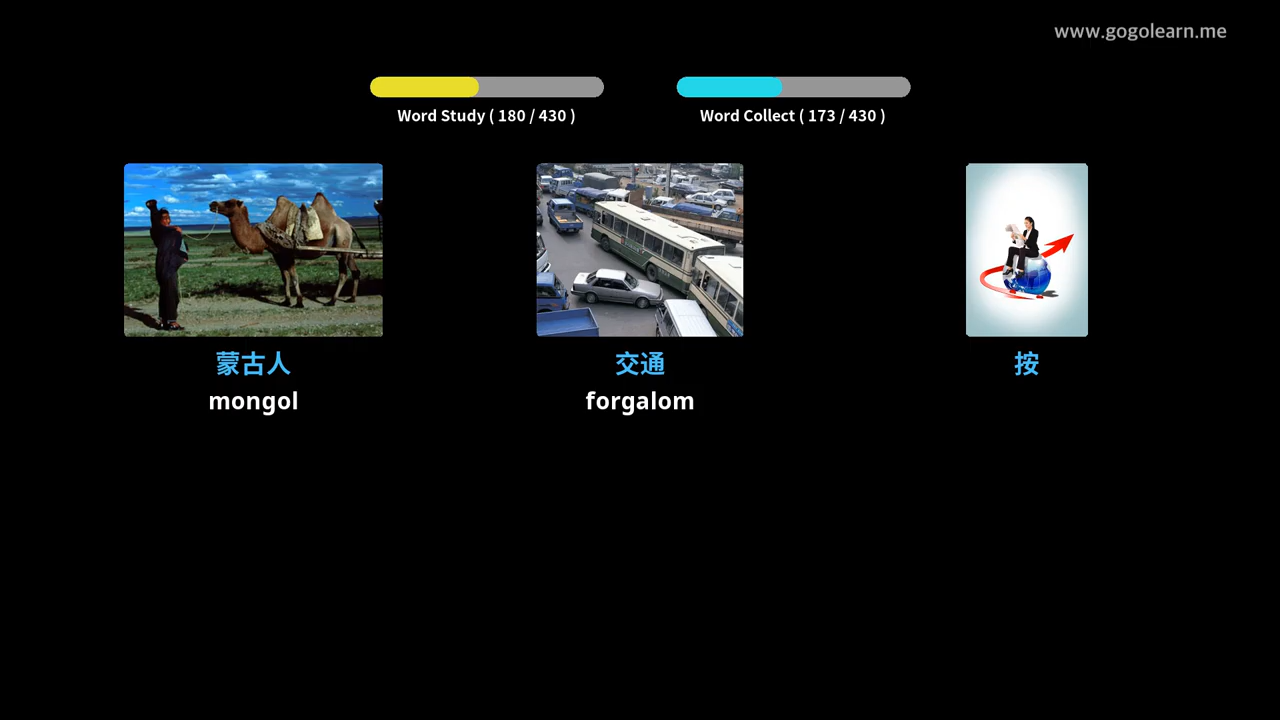 www.gogolearn.me
Word Study ( 180 / 430 )
Word Collect ( 173 / 430 )
蒙古人
mongol
交通
forgalom
按